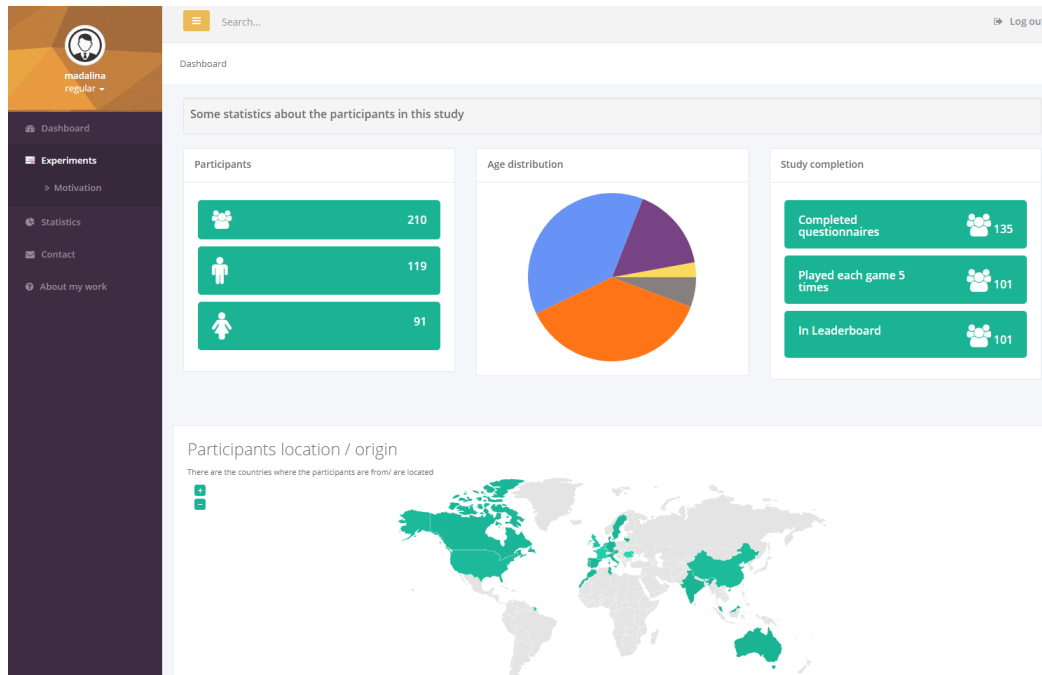 Search...
Log ou
madalina
regular
Dashboard
Dashboard
Experiments
» Motivation
Statistics
Contact
About my work
Some statistics about the participants in this study
Participants
210
119
91
Age distribution
Study completion
Completed
questionnaires
135
Played each game 5
times
101
In Leaderboard
101
Participants location / origin
There are the countries where the participants are from/ are located
+
−